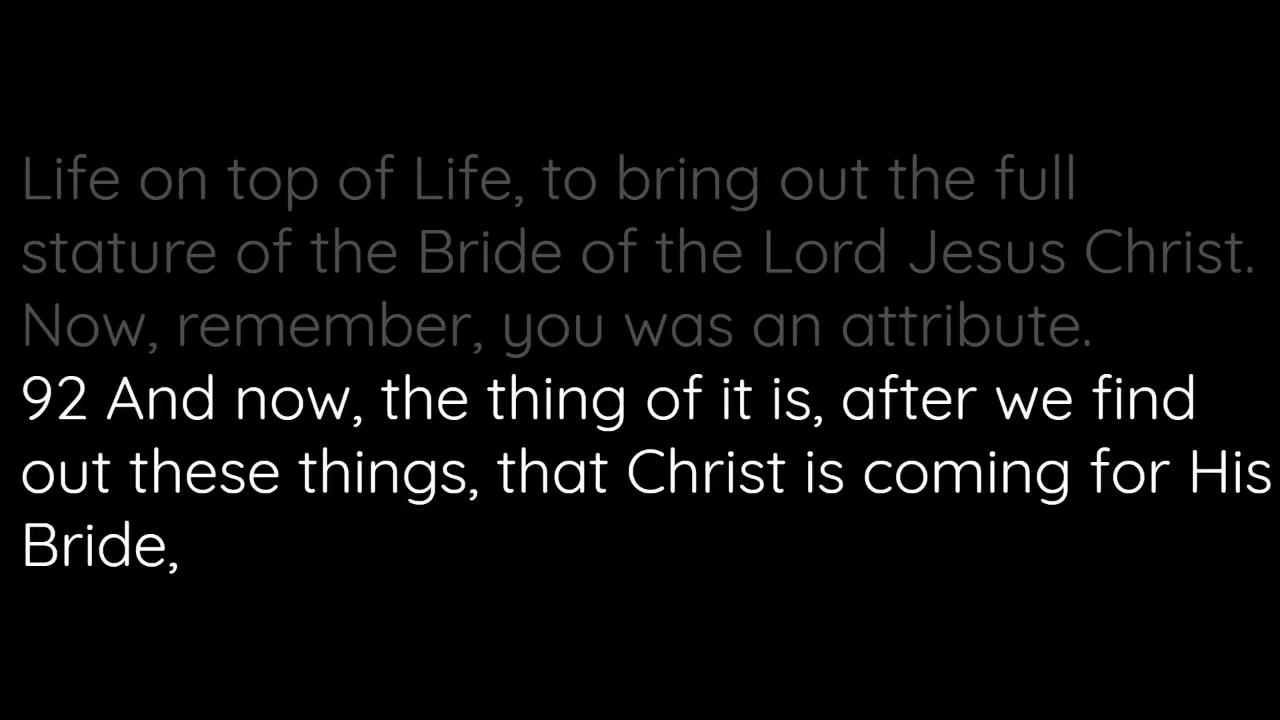 Life on top of Life, to bring out the full
stature of the Bride of the Lord Jesus Christ.
Now, remember, you was an attribute.
92 And now, the thing of it is, after we find
out these things, that Christ is coming for His
Bride,